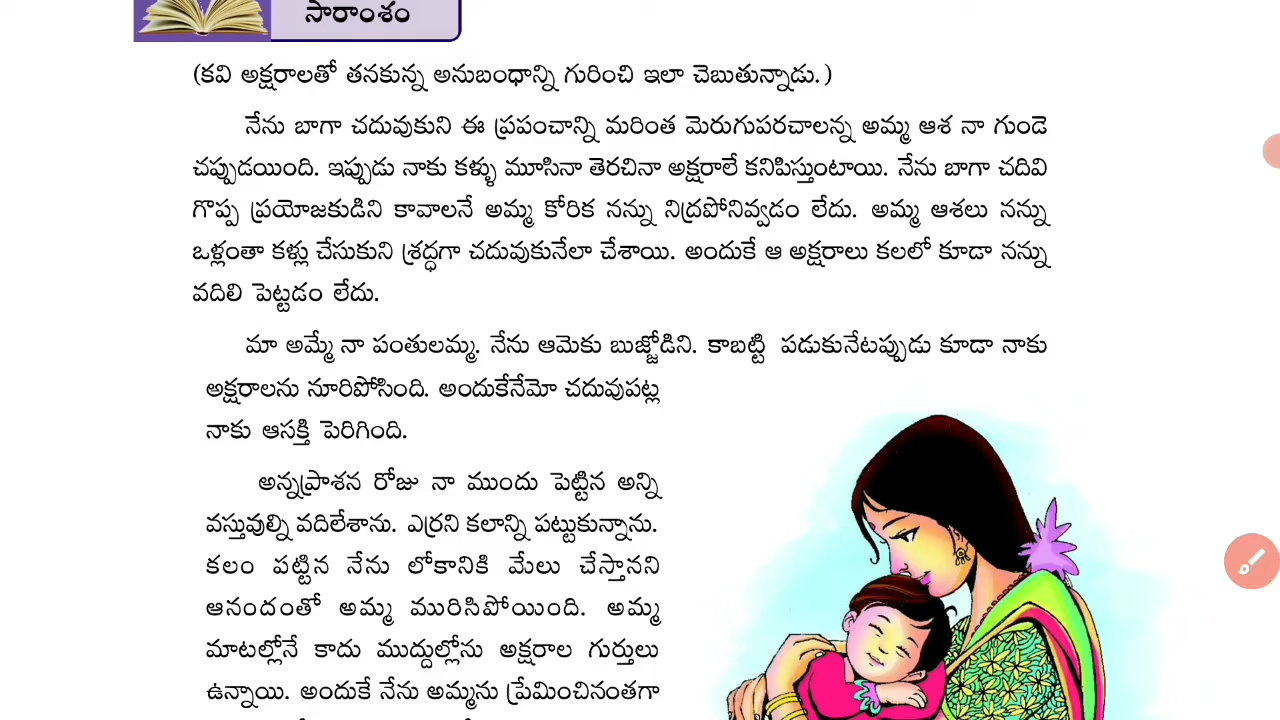 సారాంశం
(కవి అక్షరాలతో తనకున్న అనుబంధాన్ని గురించి ఇలా చెబుతున్నాడు.)
నేను బాగా చదువుకుని ఈ ప్రపంచాన్ని మరింత మెరుగుపరచాలన్న అమ్మ ఆశ నా గుండె
చప్పుడయింది. ఇప్పుడు నాకు కళ్ళు మూసినా తెరచినా అక్షరాలే కనిపిస్తుంటాయి. నేను బాగా చదివి
గొప్ప ప్రయోజకుడిని కావాలనే అమ్మ కోరిక నన్ను నిద్రపోనివ్వడం లేదు. అమ్మ ఆశలు నన్ను
ఒళ్లంతా కళ్లు చేసుకుని శ్రద్ధగా చదువుకునేలా చేశాయి. అందుకే ఆ అక్షరాలు కలలో కూడా నన్ను
వదిలి పెట్టడం లేదు.
మా అమ్మే నా పంతులమ్మ. నేను ఆమెకు బుజ్జోడిని. కాబట్టి పడుకునేటప్పుడు కూడా నాకు
అక్షరాలను నూరిపోసింది. అందుకేనేమో చదువుపట్ల
నాకు ఆసక్తి పెరిగింది.
అన్నప్రాశన రోజు నా ముందు పెట్టిన అన్ని
వస్తువుల్ని వదిలేశాను. ఎర్రని కలాన్ని పట్టుకున్నాను.
కలం పట్టిన నేను లోకానికి మేలు చేస్తానని
ఆనందంతో అమ్మ మురిసిపోయింది. అమ్మ
మాటల్లోనే కాదు ముద్దుల్లోను అక్షరాల గుర్తులు
ఉన్నాయి. అందుకే నేను అమ్మను ప్రేమించినంతగా